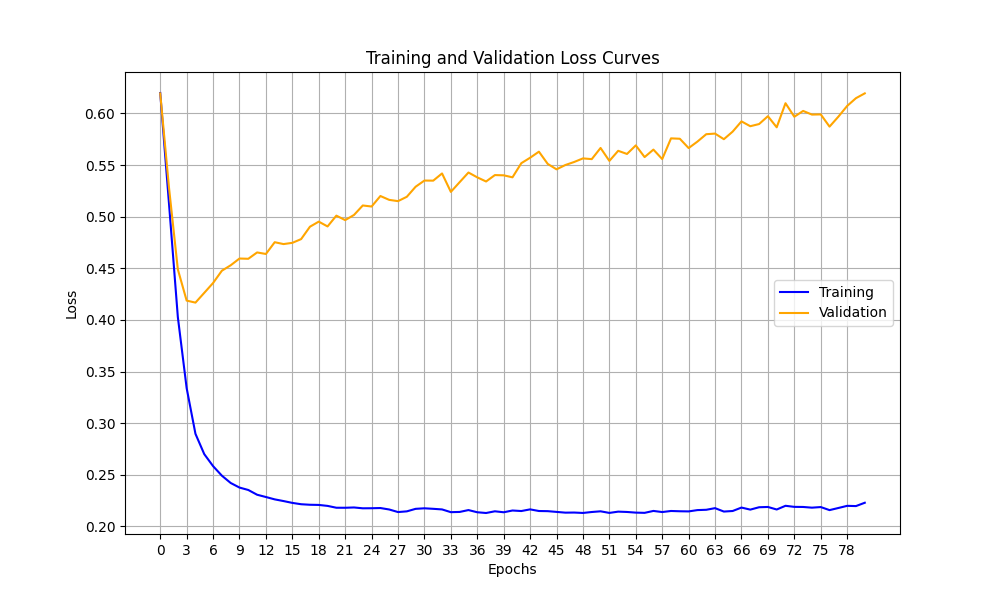 Training and Validation Loss Curves
0.60
0.55
0.50
0.45
0.40
0.35
0.30
0.25
0.20
Loss
Training
Validation
0 3 6 9 12 15 18 21 24 27 30 33 36 39 42 45 48 51 54 57 60 63 66 69 72 75 78
Epochs